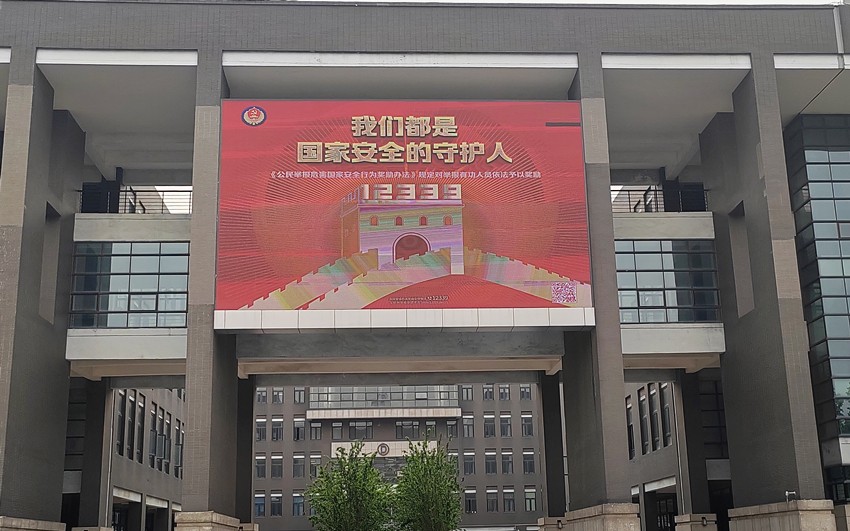 我们都是
国家安全的守护人
《公民举报危害国家安全行为奖励办法》规定对举报有功人员依法予以奖励
12339